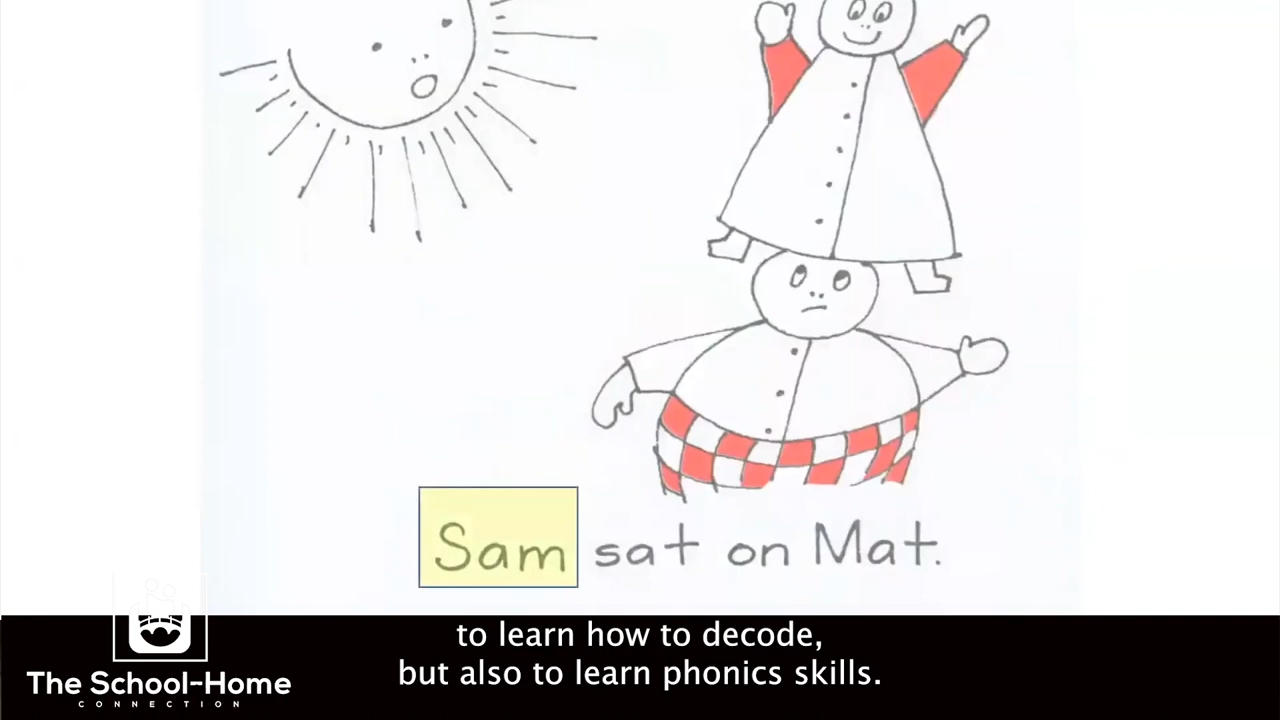 Sam sat on Mat.
to learn how to decode,
but also to learn phonics skills.
The School-Home
CONNECTION